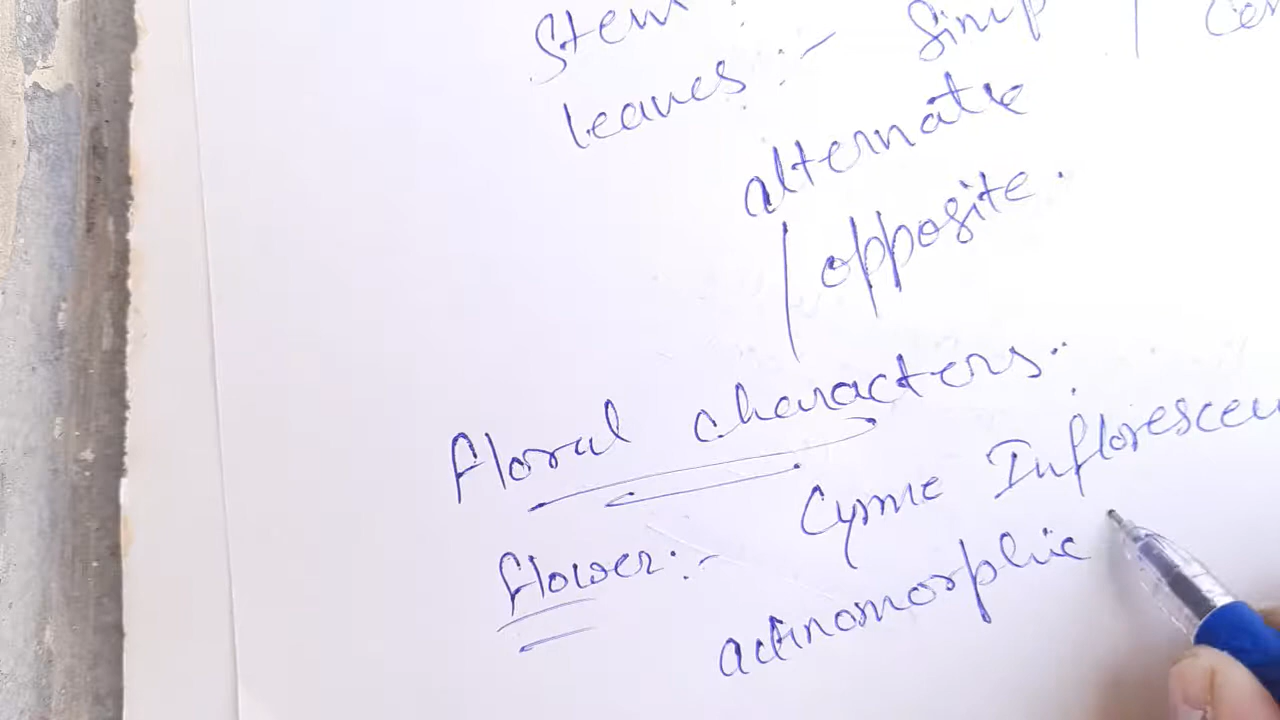 Stem
leaves :- Simp /
alternate
/ opposite.
Floral characters:
Cyme Inflorescen
flower :-
actinomorphic